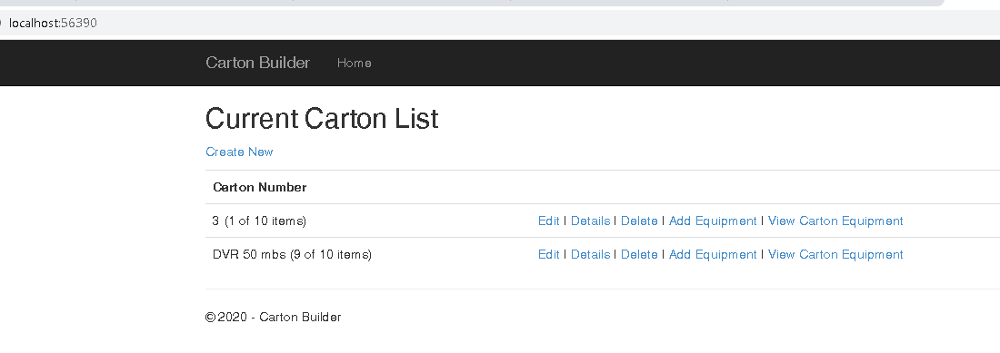 localhost:56390
Carton Builder Home
Current Carton List
Create New
Carton Number
3 (1 of 10 items) Edit | Details | Delete | Add Equipment | View Carton Equipment
DVR 50 mbs (9 of 10 items) Edit | Details | Delete | Add Equipment | View Carton Equipment
© 2020 - Carton Builder